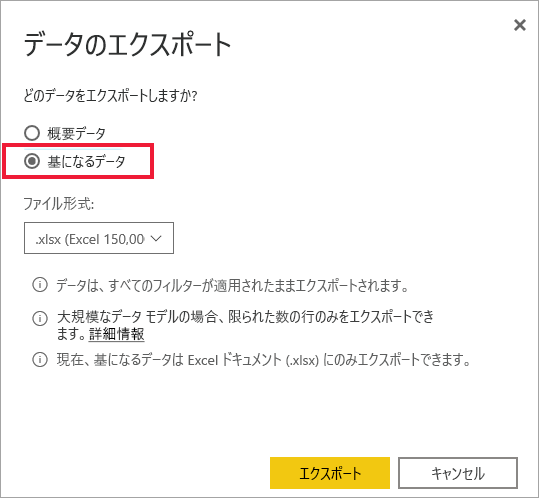 データのエクスポート
どのデータをエクスポートしますか?
概要データ
基になるデータ
ファイル形式:
.xlsx (Excel 150,00
データは、すべてのフィルターが適用されたままエクスポートされます。
大規模なデータ モデルの場合、限られた数の行のみをエクスポートでき
ます。詳細情報
現在、基になるデータは Excel ドキュメント (.xlsx) にのみエクスポートできます。
エクスポート
キャンセル